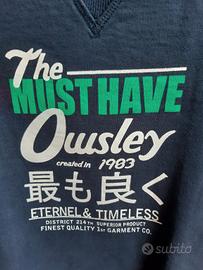 The
MUST HAVE
Owsley
created in 1983
最も良く
ETERNEL & TIMELESS
DISTRICT 214TH SUPERIOR PRODUCT
FINEST QUALITY 1ST GARMENT CO.
subito